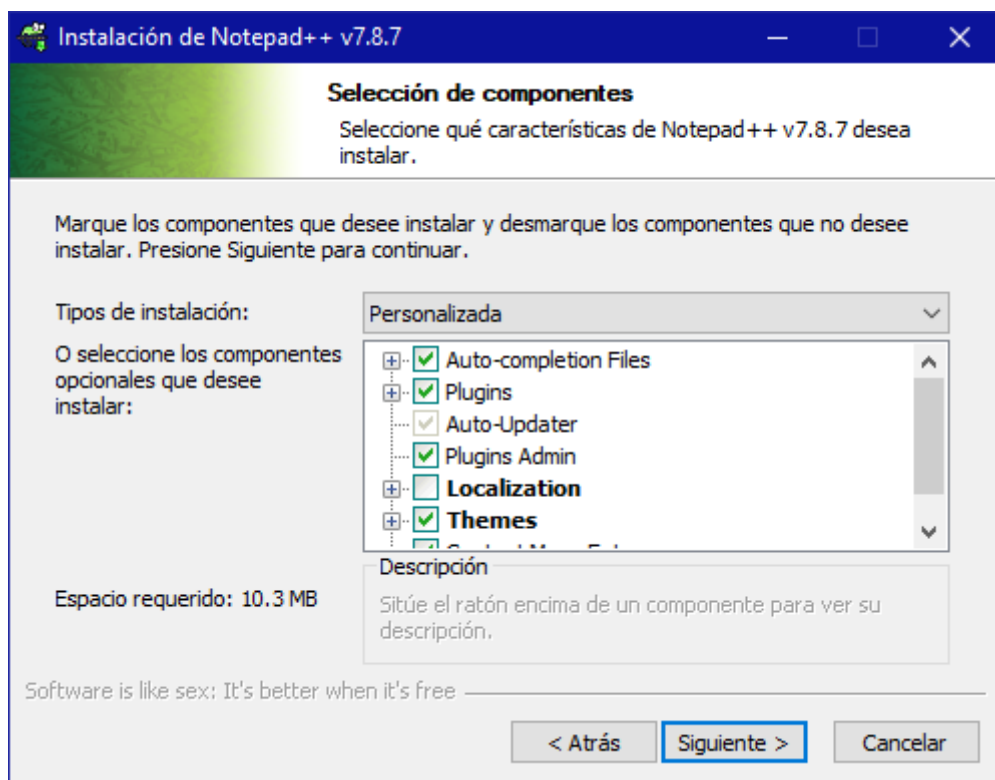 Instalación de Notepad++ v7.8.7
Selección de componentes
Seleccione qué características de Notepad++ v7.8.7 desea
instalar.
Marque los componentes que desee instalar y desmarque los componentes que no desee
instalar. Presione Siguiente para continuar.
Tipos de instalación:
Personalizada
O seleccione los componentes
opcionales que desee
instalar:
Auto-completion Files
Plugins
Auto-Updater
Plugins Admin
Localization
Themes
Espacio requerido: 10.3 MB
Descripción
Sitúe el ratón encima de un componente para ver su
descripción.
Software is like sex: It's better when it's free
< Atrás
Siguiente >
Cancelar